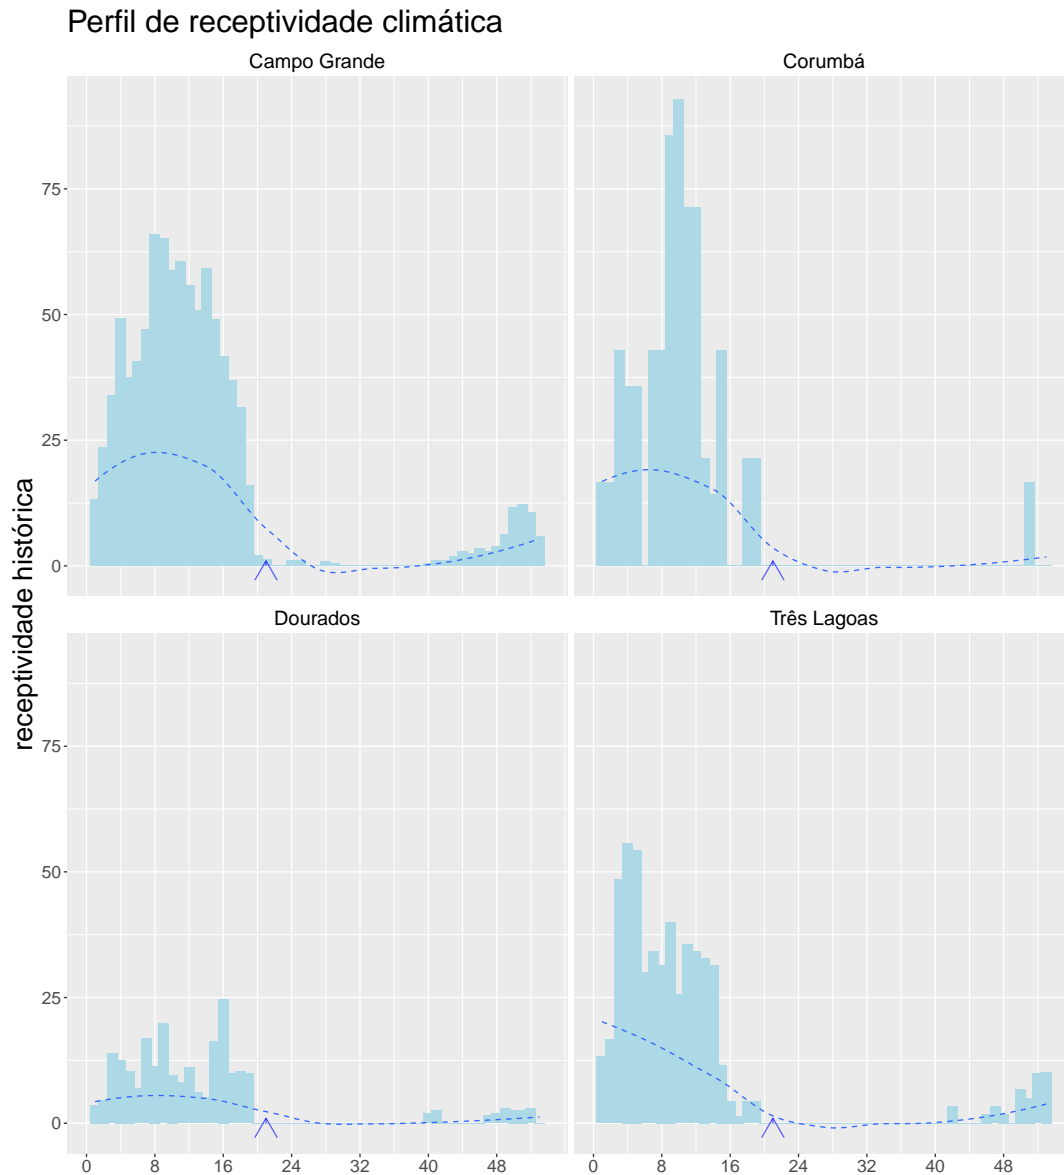 Perfil de receptividade climática
Campo Grande
Corumbá
75
50
25
0
receptividade histórica
Dourados
Três Lagoas
75
50
25
0
0 8 16 24 32 40 48
0 8 16 24 32 40 48